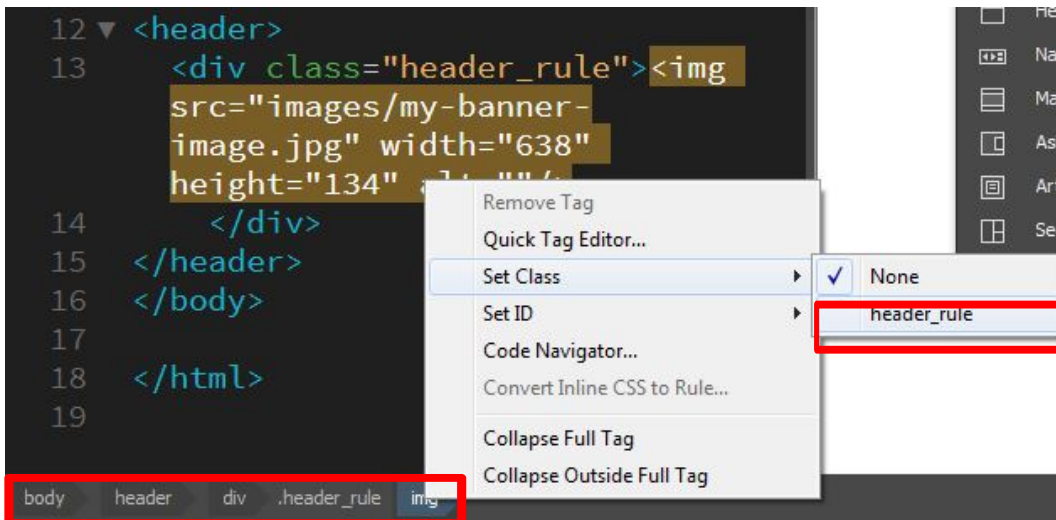 12 <header>
13 <div class="header_rule"><img
src="images/my-banner-
image.jpg" width="638"
height="134"
14 </div>
15 </header>
16 </body>
17
18 </html>
19
Remove Tag
Quick Tag Editor...
Set Class
Set ID
Code Navigator...
Convert Inline CSS to Rule...
Collapse Full Tag
Collapse Outside Full Tag
None
header_rule
body header div .header_rule img